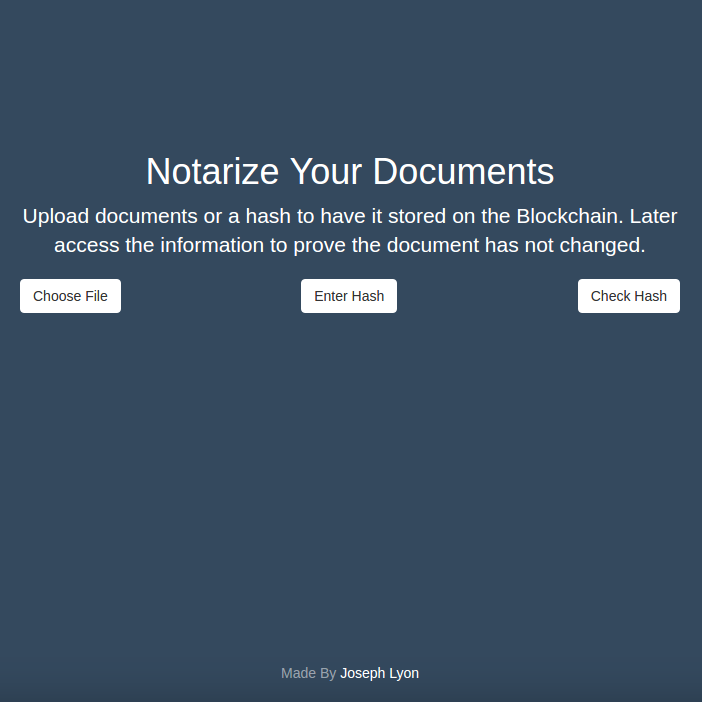 Notarize Your Documents
Upload documents or a hash to have it stored on the Blockchain. Later
access the information to prove the document has not changed.
Choose File
Enter Hash
Check Hash
Made By Joseph Lyon